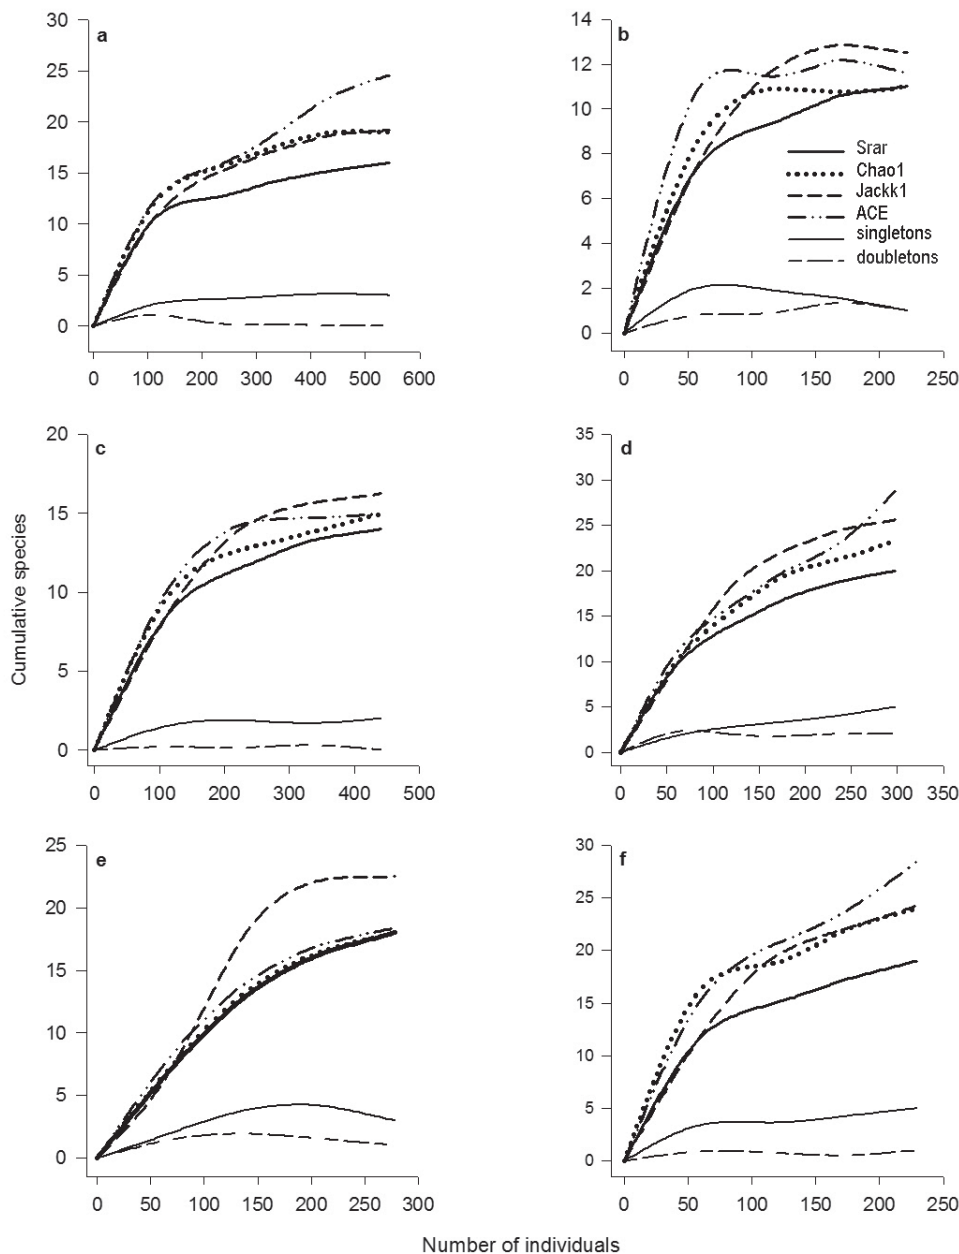 a
30
25
20
15
10
5
0
0 100 200 300 400 500 600
b
14
12
10
8
6
4
2
0
0 50 100 150 200 250
Srar
Chao1
Jackk1
ACE
singletons
doubletons
Cumulative species
c
20
15
10
5
0
0 100 200 300 400 500
d
35
30
25
20
15
10
5
0
0 50 100 150 200 250 300 350
e
25
20
15
10
5
0
0 50 100 150 200 250 300
f
30
25
20
15
10
5
0
0 50 100 150 200 250
Number of individuals